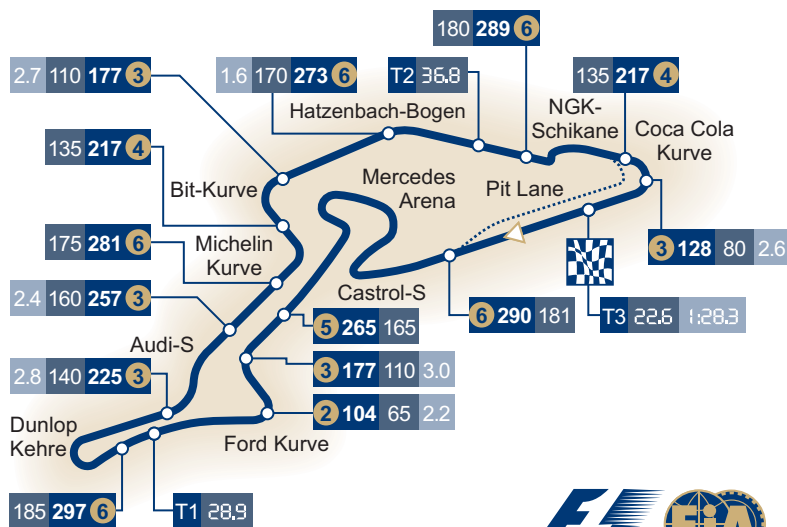 180 289 6
2.7 110 177 3
1.6 170 273 6
T2 36.8
135 217 4
Hatzenbach-Bogen
NGK-
Schikane
Coca Cola
Kurve
135 217 4
Bit-Kurve
Mercedes
Arena
Pit Lane
175 281 6
Michelin
Kurve
3 128 80 2.6
2.4 160 257 3
Castrol-S
6 290 181
T3 22.6 1:28.3
5 265 165
Audi-S
2.8 140 225 3
3 177 110 3.0
Dunlop
Kehre
2 104 65 2.2
Ford Kurve
185 297 6
T1 28.9
F1
FiA